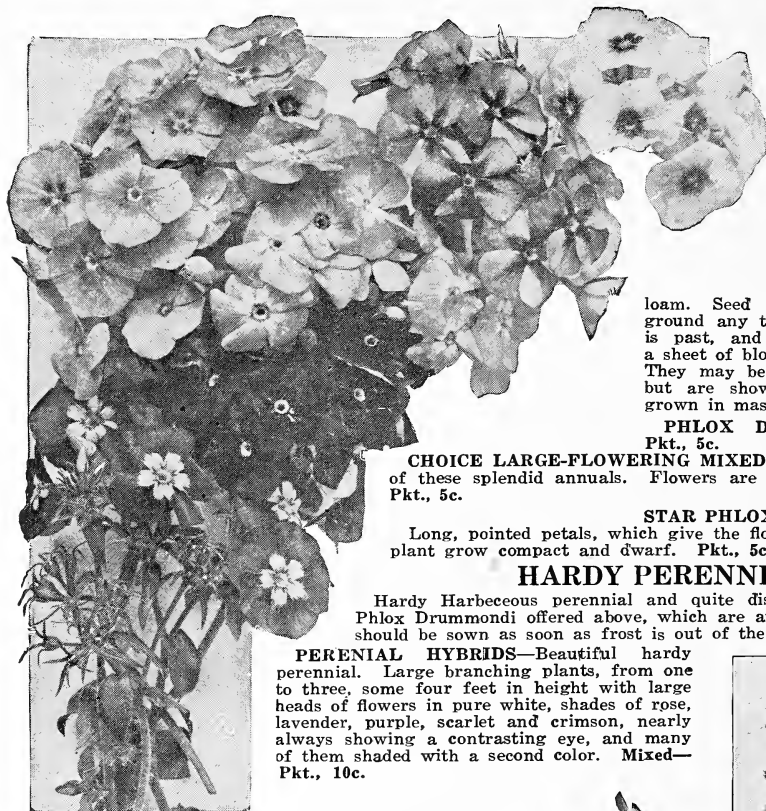 loam. Seed
ground any t
is past, and
a sheet of blo
They may be
but are show
grown in mas
PHLOX D
Pkt., 5c.
CHOICE LARGE-FLOWERING MIXED
of these splendid annuals. Flowers are
Pkt., 5c.
STAR PHLOX
Long, pointed petals, which give the flo
plant grow compact and dwarf. Pkt., 5c
HARDY PERENNI
Hardy Harbeceous perennial and quite dis
Phlox Drummondi offered above, which are a
should be sown as soon as frost is out of the
PERENIAL HYBRIDS—Beautiful hardy
perennial. Large branching plants, from one
to three, some four feet in height with large
heads of flowers in pure white, shades of rose,
lavender, purple, scarlet and crimson, nearly
always showing a contrasting eye, and many
of them shaded with a second color. Mixed—
Pkt., 10c.